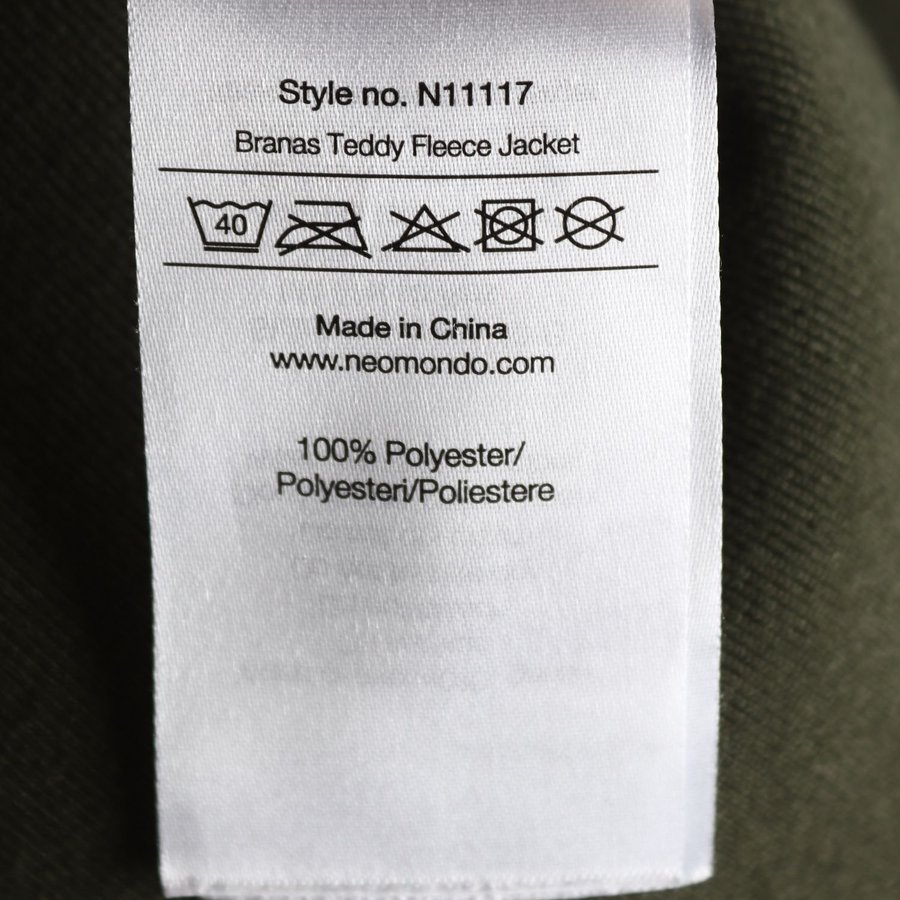 Style no. N11117
Branas Teddy Fleece Jacket
40
Made in China
www.neomondo.com
100% Polyester/
Polyesteri/Poliestere